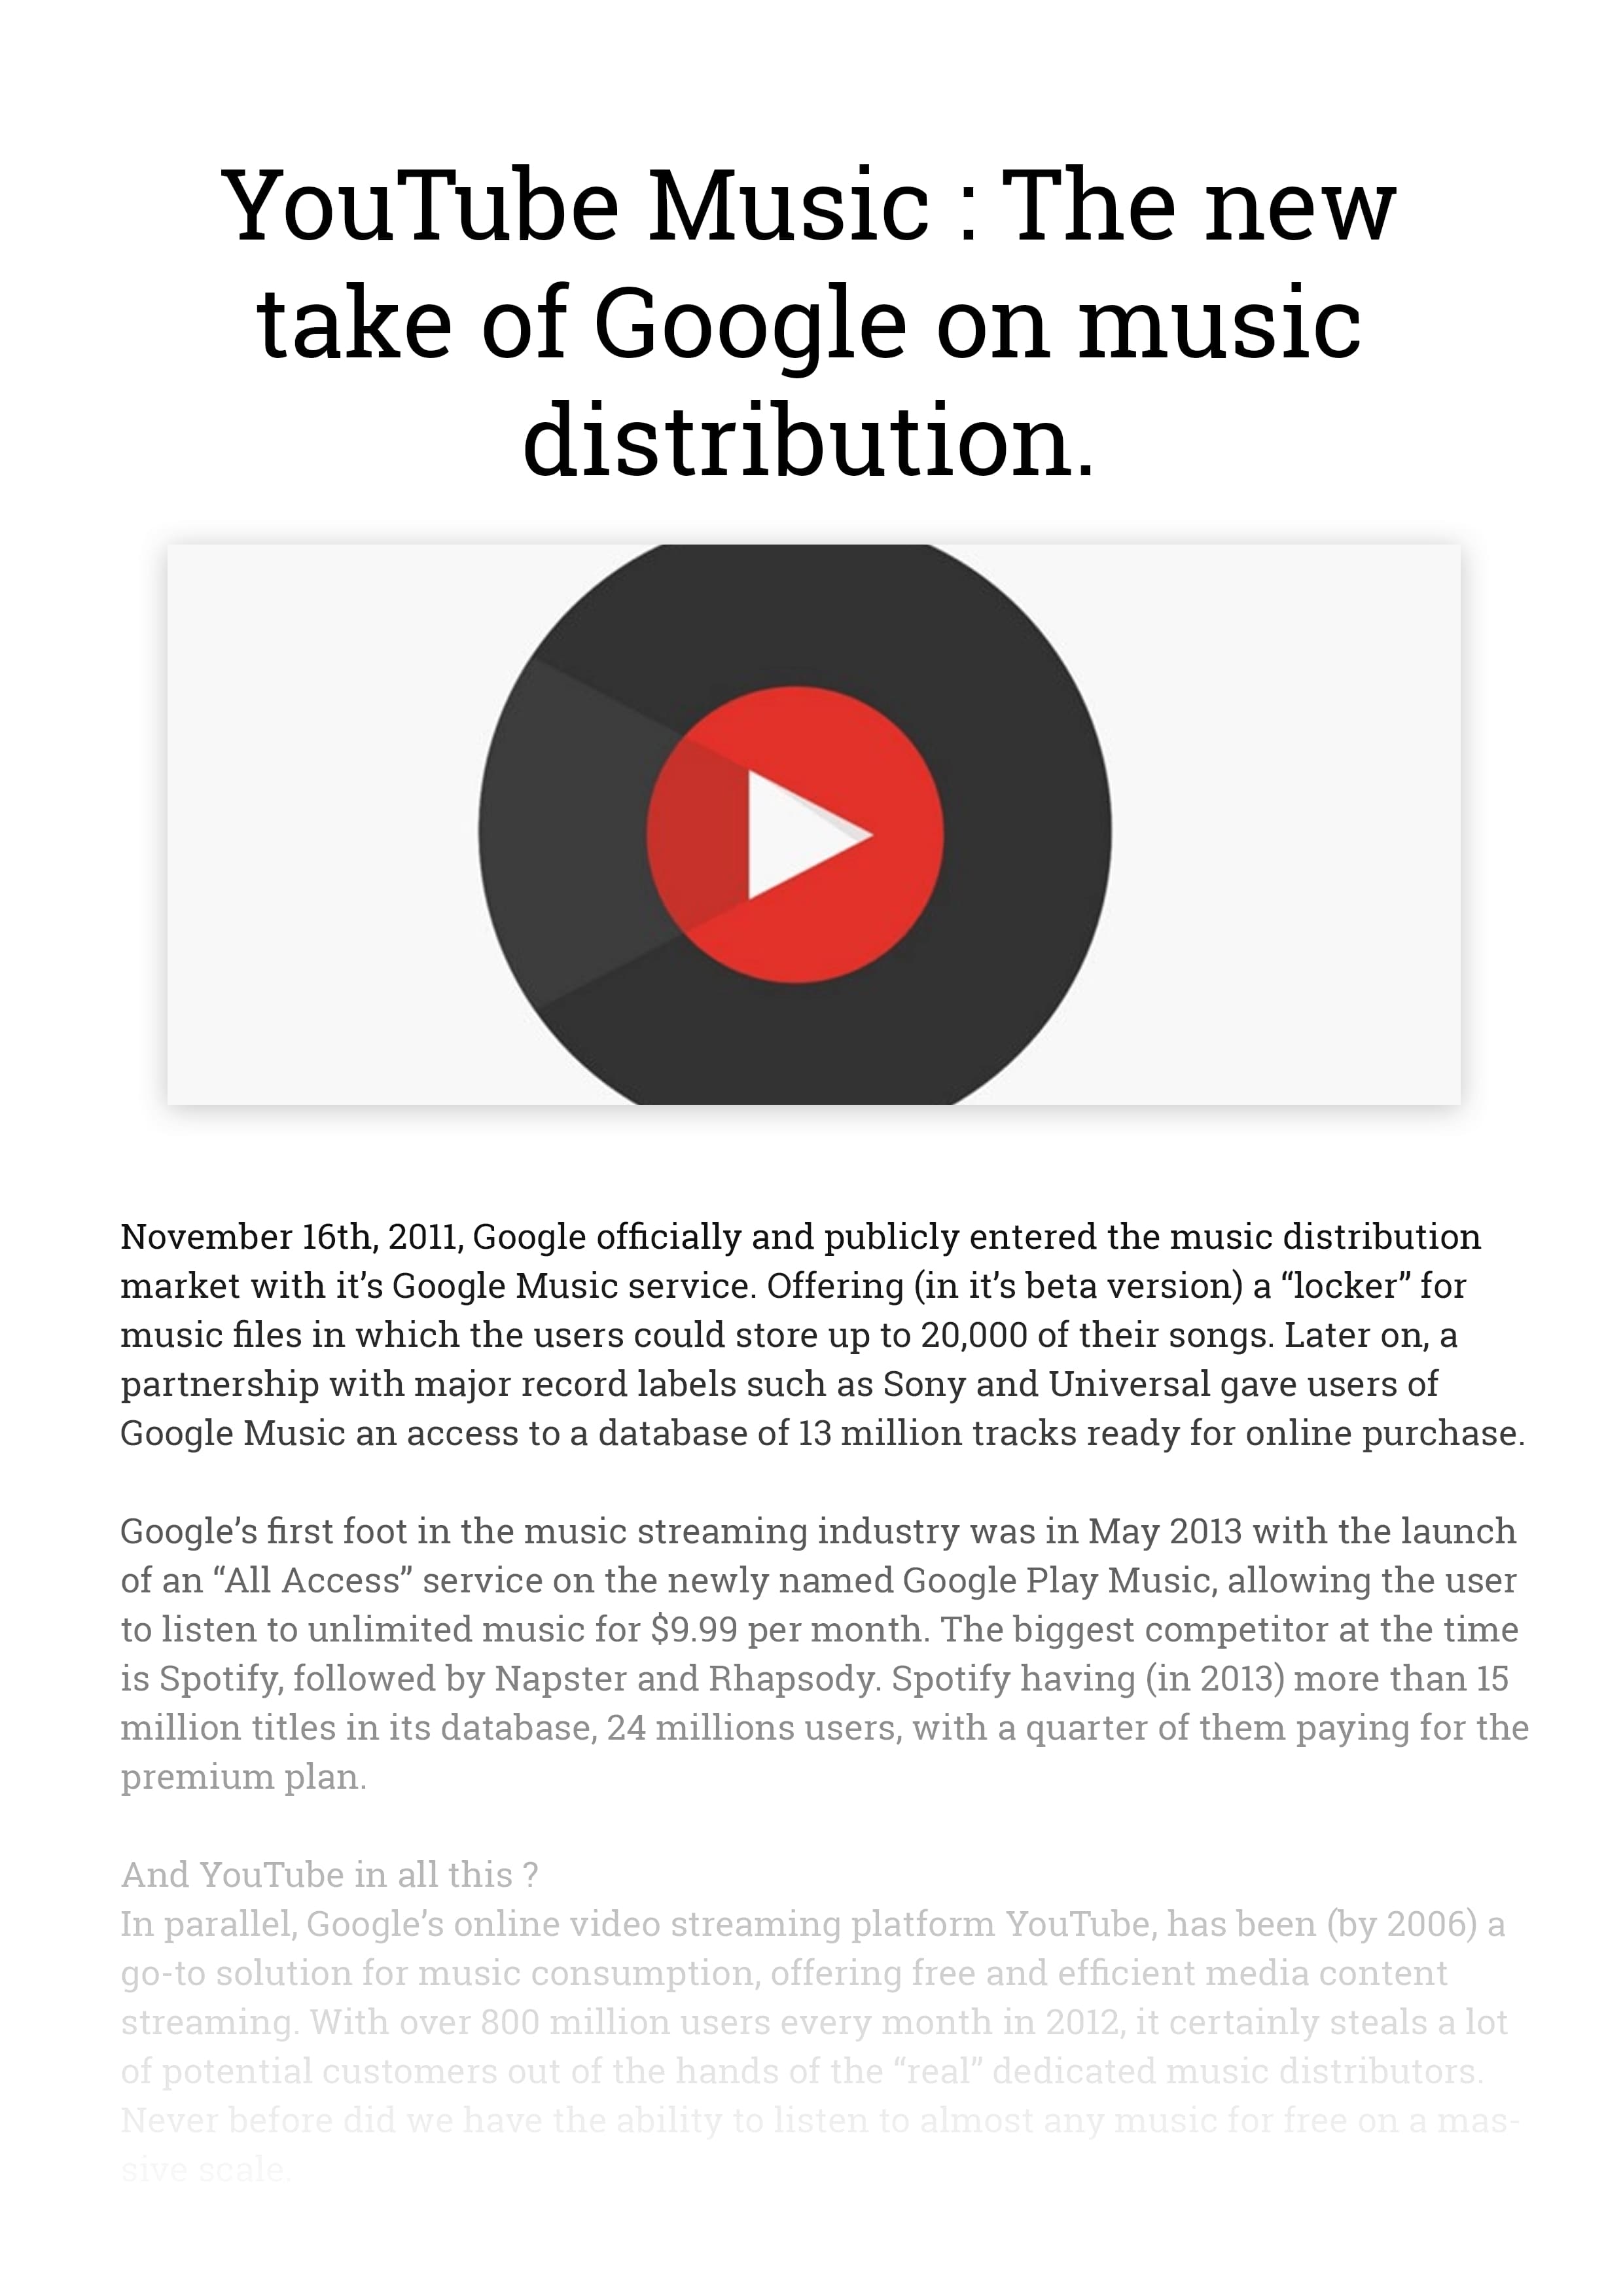 YouTube Music : The new
take of Google on music
distribution.
November 16th, 2011, Google officially and publicly entered the music distribution
market with it’s Google Music service. Offering (in it’s beta version) a “locker” for
music files in which the users could store up to 20,000 of their songs. Later on, a
partnership with major record labels such as Sony and Universal gave users of
Google Music an access to a database of 13 million tracks ready for online purchase.
Google’s first foot in the music streaming industry was in May 2013 with the launch
of an “All Access” service on the newly named Google Play Music, allowing the user
to listen to unlimited music for $9.99 per month. The biggest competitor at the time
is Spotify, followed by Napster and Rhapsody. Spotify having (in 2013) more than 15
million titles in its database, 24 millions users, with a quarter of them paying for the
premium plan.
And YouTube in all this ?
In parallel, Google’s online video streaming platform YouTube, has been (by 2006) a
go-to solution for music consumption, offering free and efficient media content
streaming. With over 800 million users every month in 2012, it certainly steals a lot
of potential customers out of the hands of the “real” dedicated music distributors.
Never before did we have the ability to listen to almost any music for free on a mas-
sive scale.